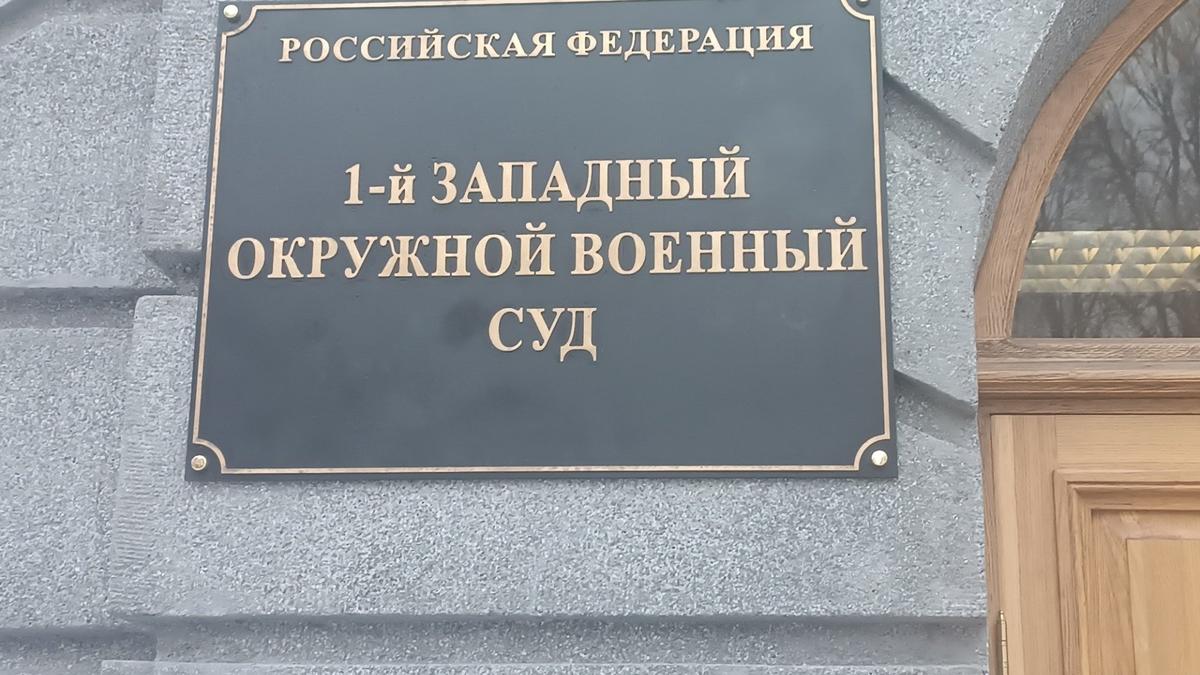 РОССИЙСКАЯ ФЕДЕРАЦИЯ
1-й ЗАПАДНЫЙ
ОКРУЖНОЙ ВОЕННЫЙ
СУД